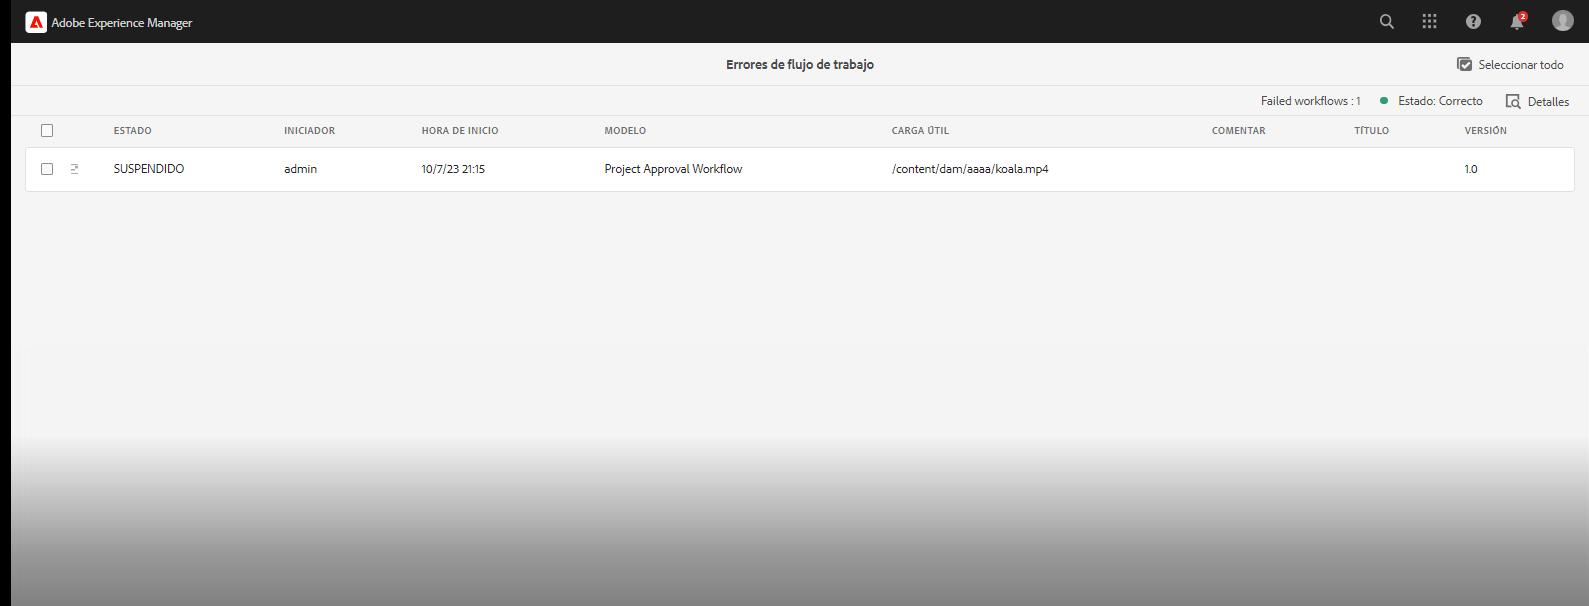 Adobe Experience Manager
2
Errores de flujo de trabajo
Seleccionar todo
Failed workflows : 1 Estado: Correcto Detalles
ESTADO INICIADOR HORA DE INICIO MODELO CARGA ÚTIL COMENTAR TÍTULO VERSIÓN
SUSPENDIDO admin 10/7/23 21:15 Project Approval Workflow /content/dam/aaaa/koala.mp4 1.0